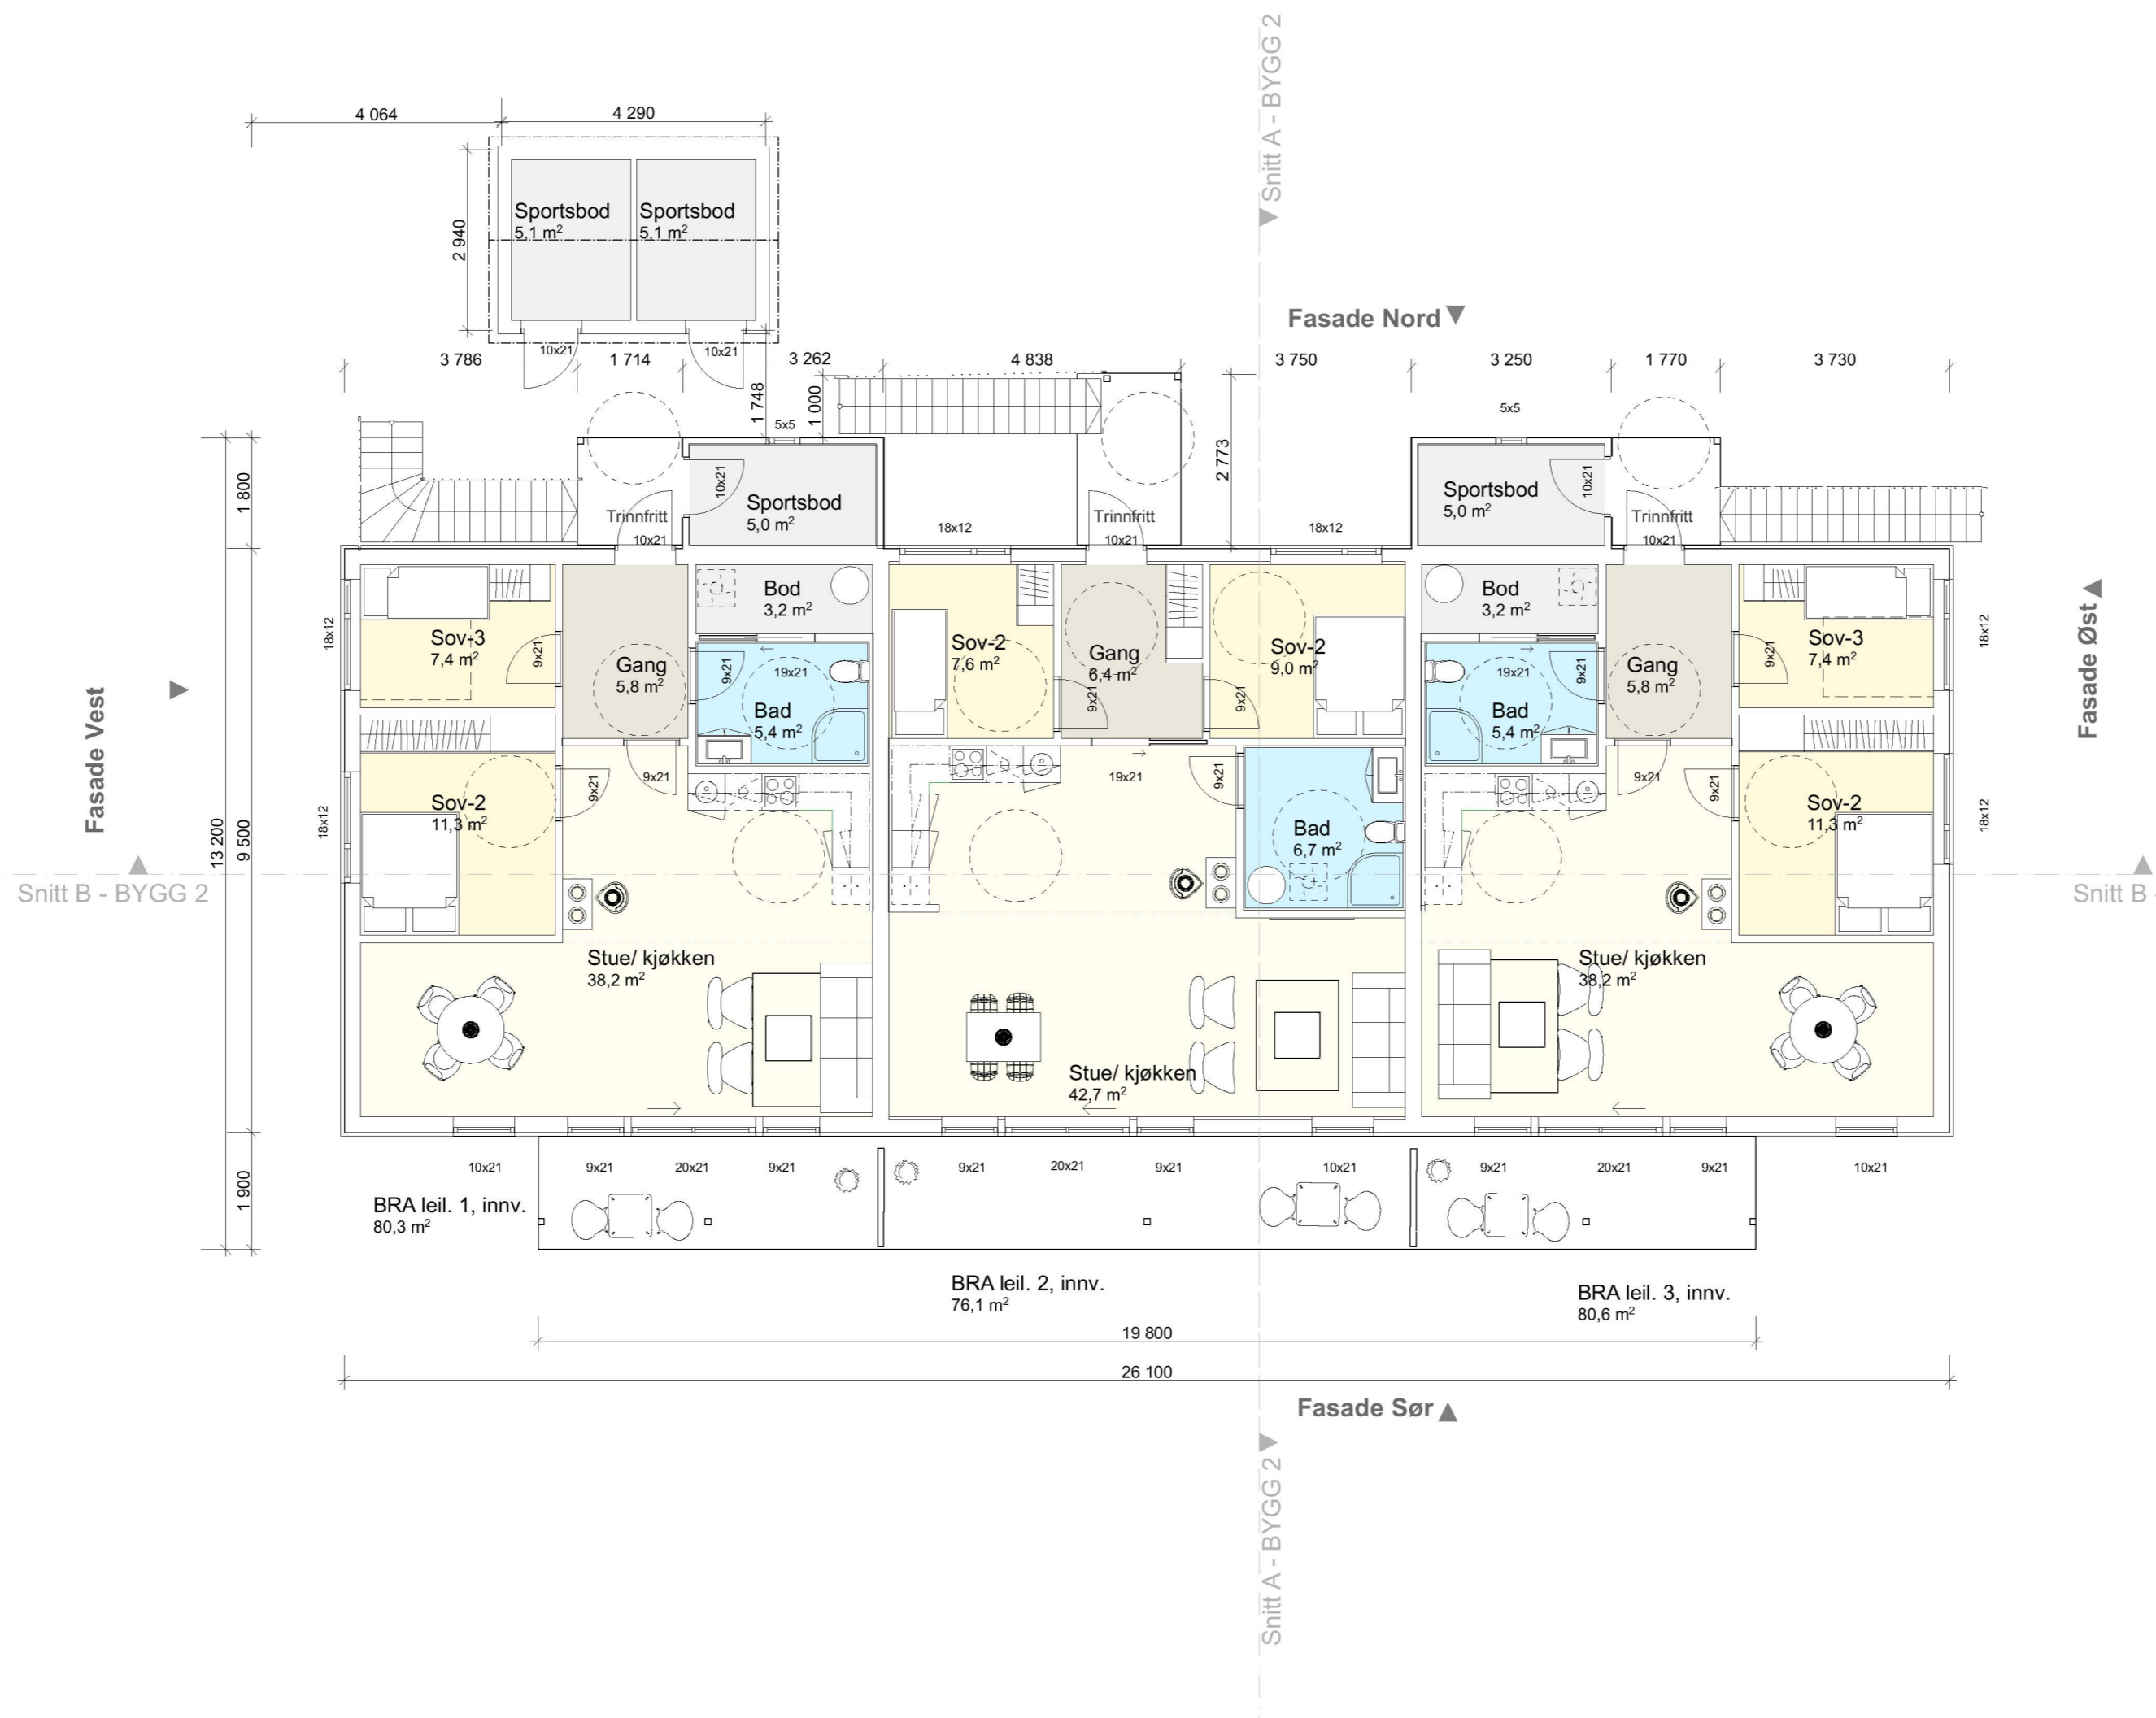 Snitt A - BYGG 2
4 064
4 290
2 940
Sportsbod
5,1 m²
Sportsbod
5,1 m²
10x21
10x21
Fasade Nord
3 786
1 714
3 262
4 838
3 750
3 250
1 770
3 730
1 748
1 000
5x5
2 773
5x5
1 800
10x21
Sportsbod
5,0 m²
Trinnfritt
10x21
18x12
Trinnfritt
10x21
18x12
Sportsbod
5,0 m²
10x21
Trinnfritt
10x21
Fasade Vest
Fasade Øst
13 200
9 500
18x12
18x12
Sov-3
7,4 m²
9x21
Gang
5,8 m²
Bod
3,2 m²
9x21
19x21
Bad
5,4 m²
Sov-2
7,6 m²
Gang
6,4 m²
9x21
9x21
Sov-2
9,0 m²
Bod
3,2 m²
19x21
9x21
Bad
5,4 m²
Gang
5,8 m²
9x21
Sov-3
7,4 m²
18x12
Sov-2
11,3 m²
9x21
9x21
19x21
9x21
Bad
6,7 m²
9x21
9x21
Sov-2
11,3 m²
18x12
Snitt B - BYGG 2
Snitt B -
Stue/ kjøkken
38,2 m²
Stue/ kjøkken
42,7 m²
Stue/ kjøkken
38,2 m²
1 900
10x21
9x21
20x21
9x21
9x21
20x21
9x21
10x21
9x21
20x21
9x21
10x21
BRA leil. 1, innv.
80,3 m²
BRA leil. 2, innv.
76,1 m²
BRA leil. 3, innv.
80,6 m²
19 800
26 100
Fasade Sør
Snitt A - BYGG 2